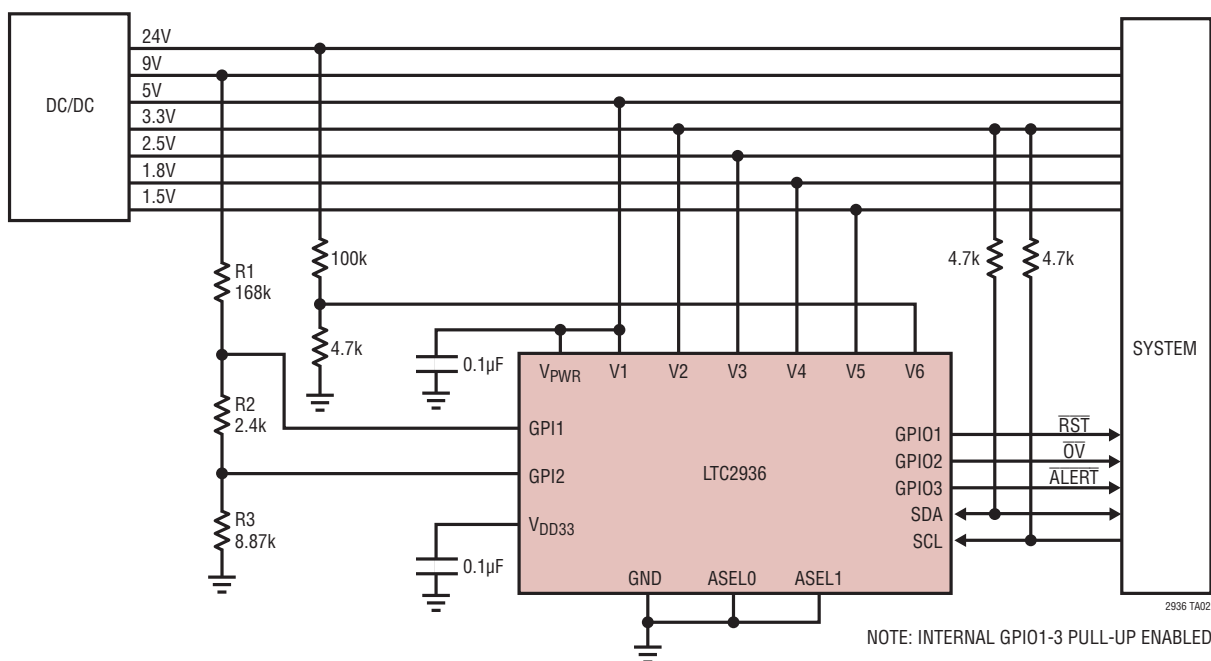 24V
9V
5V
3.3V
2.5V
1.8V
1.5V
DC/DC
SYSTEM
R1
168k
100k
4.7k
4.7k
4.7k
R2
2.4k
R3
8.87k
0.1µF
0.1µF
VPWR V1 V2 V3 V4 V5 V6
GPI1
GPI2
VDD33
LTC2936
GPIO1
GPIO2
GPIO3
SDA
SCL
RST
OV
ALERT
GND ASEL0 ASEL1
2936 TA02
NOTE: INTERNAL GPIO1-3 PULL-UP ENABLED